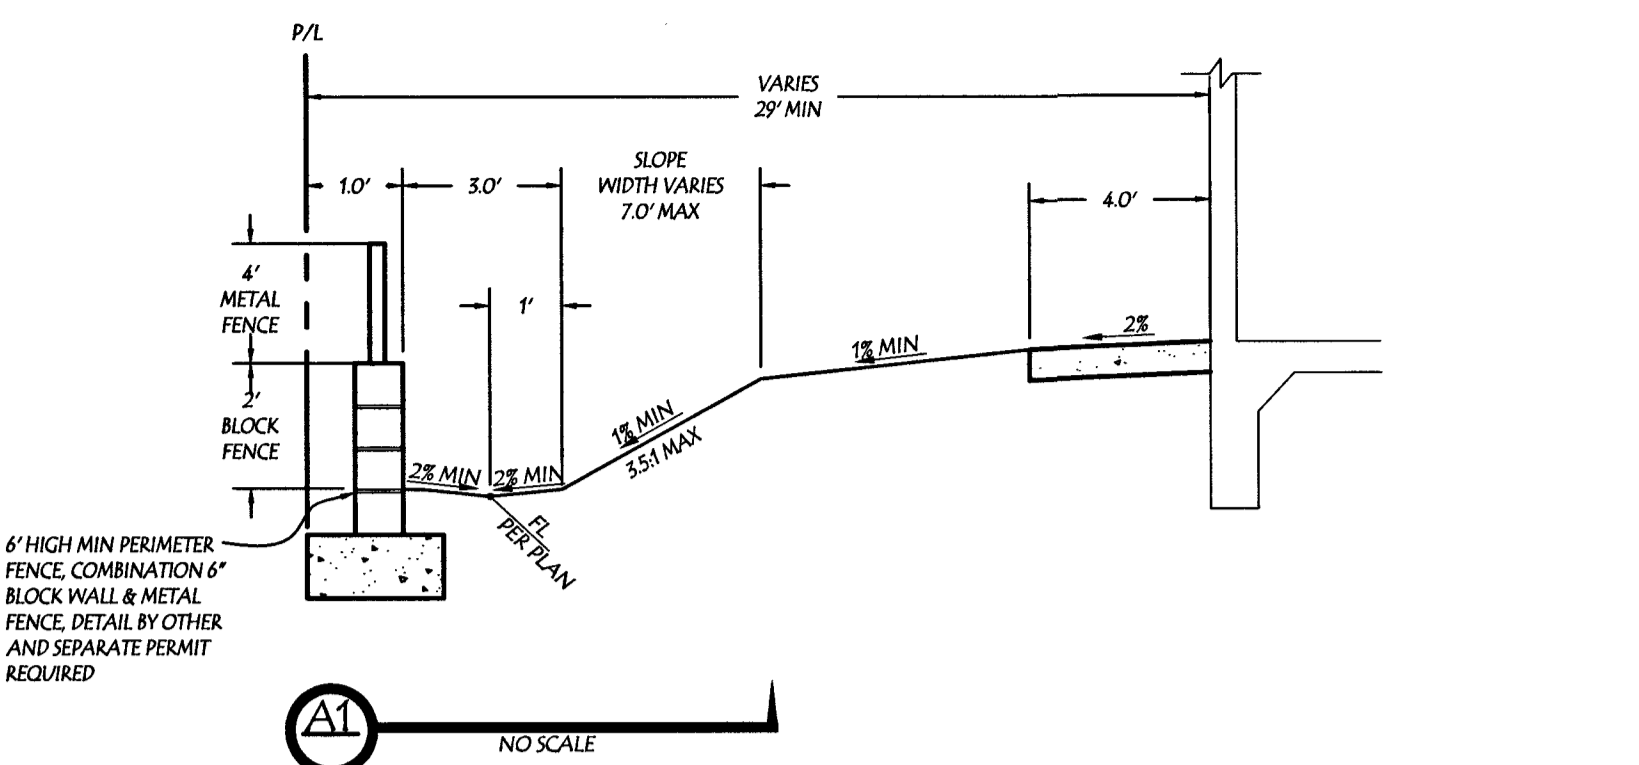 P/L
VARIES
29' MIN
SLOPE
WIDTH VARIES
7.0' MAX
1.0'
3.0'
4.0'
4'
METAL
FENCE
1'
2%
1% MIN
2'
BLOCK
FENCE
1% MIN
3.5:1 MAX
2% MIN
2% MIN
FL
PER PLAN
6' HIGH MIN PERIMETER
FENCE, COMBINATION 6"
BLOCK WALL & METAL
FENCE, DETAIL BY OTHER
AND SEPARATE PERMIT
REQUIRED
A1
NO SCALE